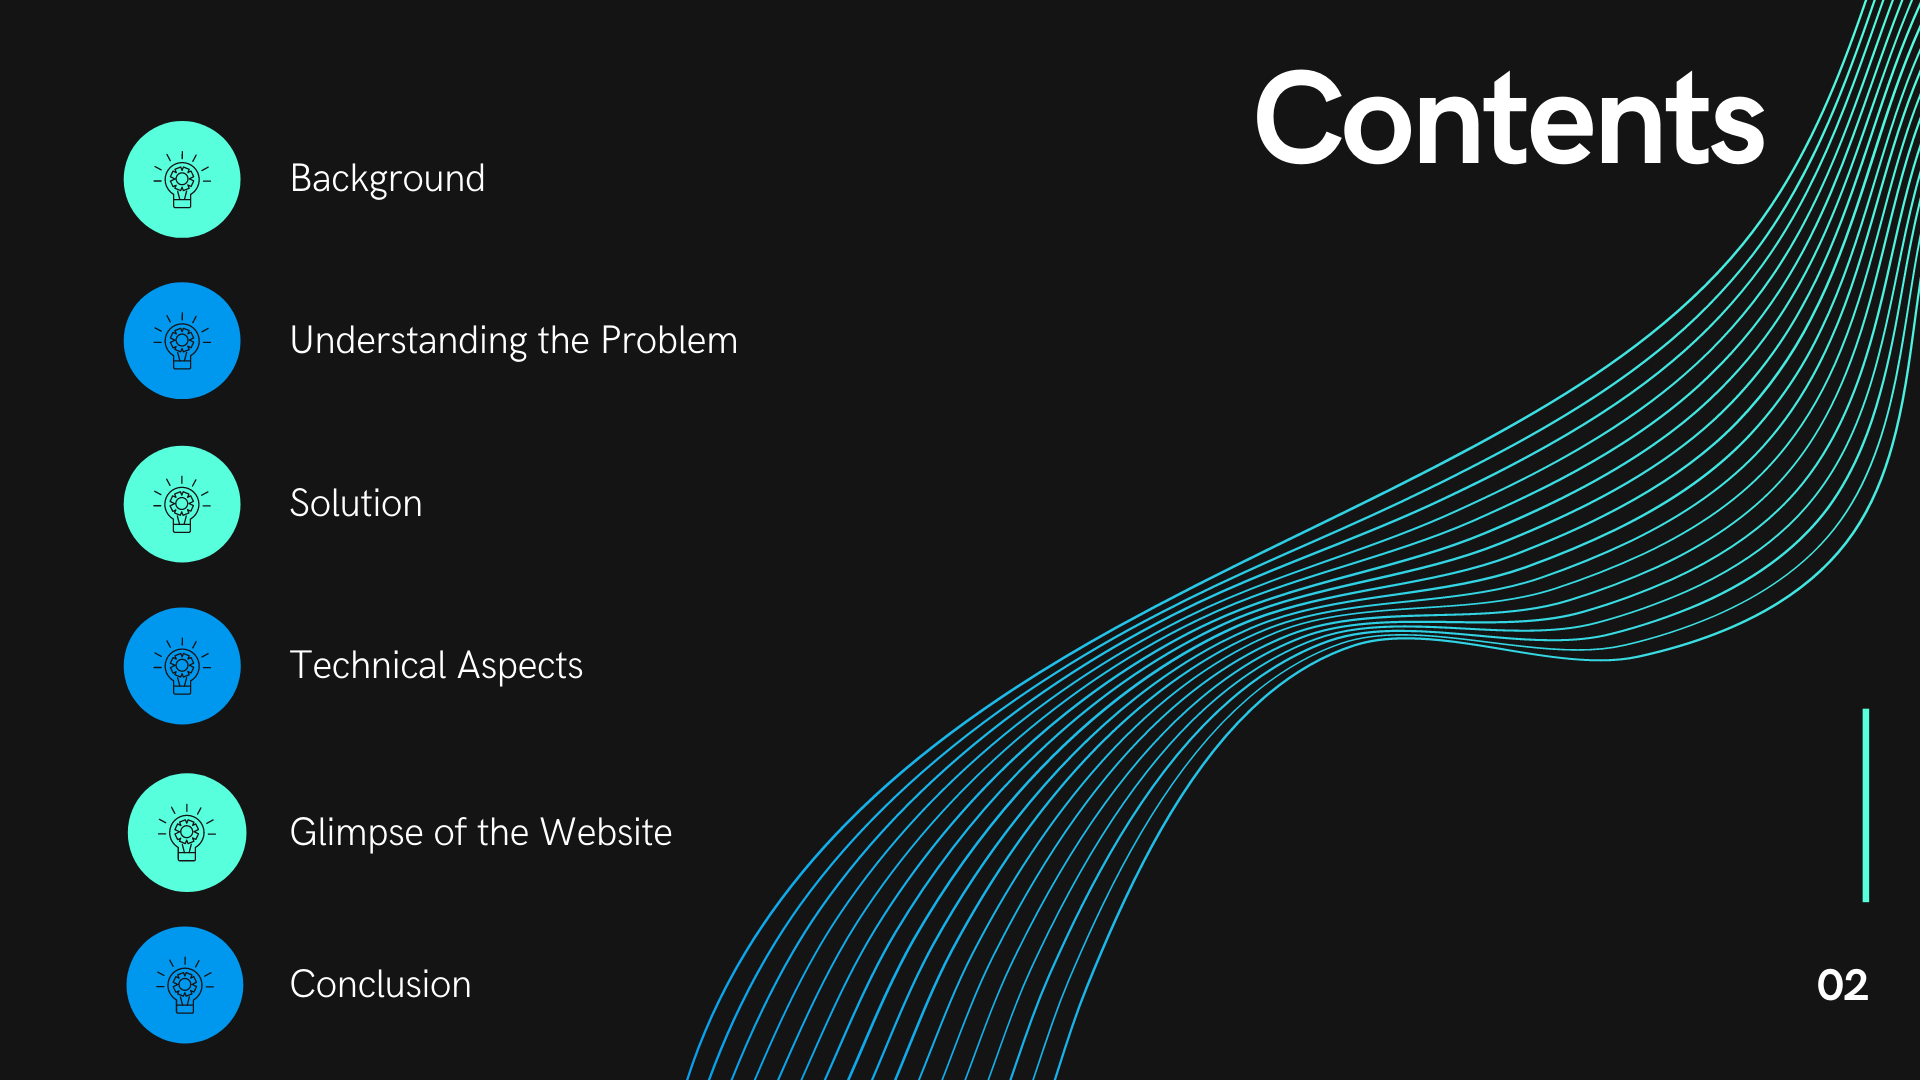 Contents
Background
Understanding the Problem
Solution
Technical Aspects
Glimpse of the Website
Conclusion
02